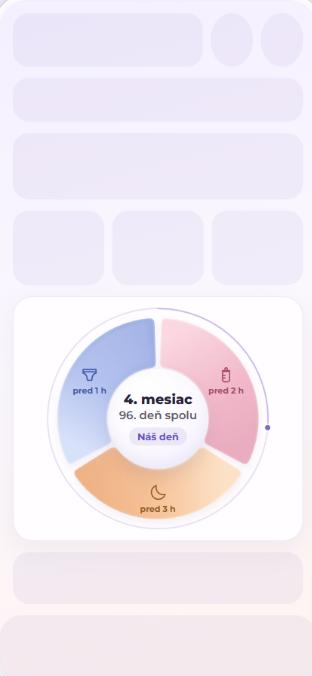 pred 1 h
pred 2 h
4. mesiac
96. deň spolu
Náš deň
pred 3 h